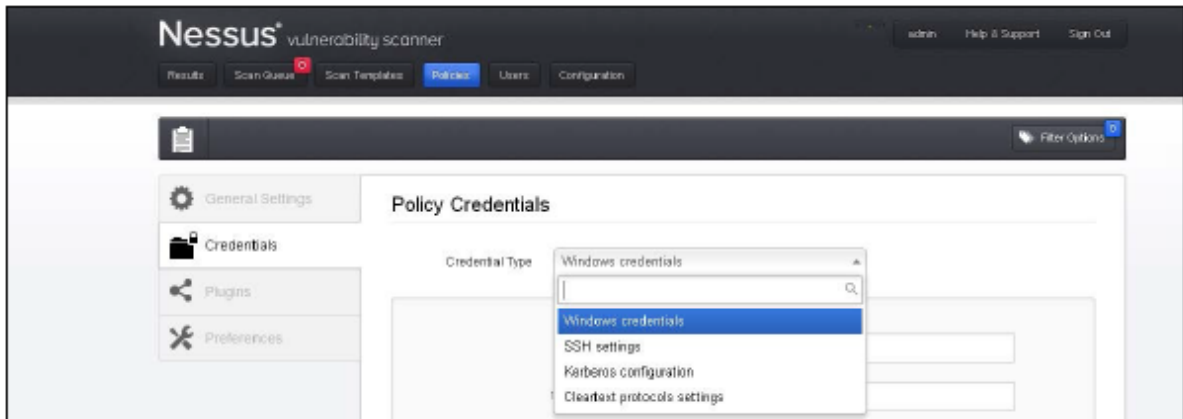 Nessus® vulnerability scanner
admin Help & Support Sign Out
Results Scan Queue 0 Scan Templates Policies Users Configuration
Filter Options 0
General Settings
Credentials
Plugins
Preferences
Policy Credentials
Credential Type Windows credentials
Windows credentials
SSH settings
Kerberos configuration
Cleartext protocols settings